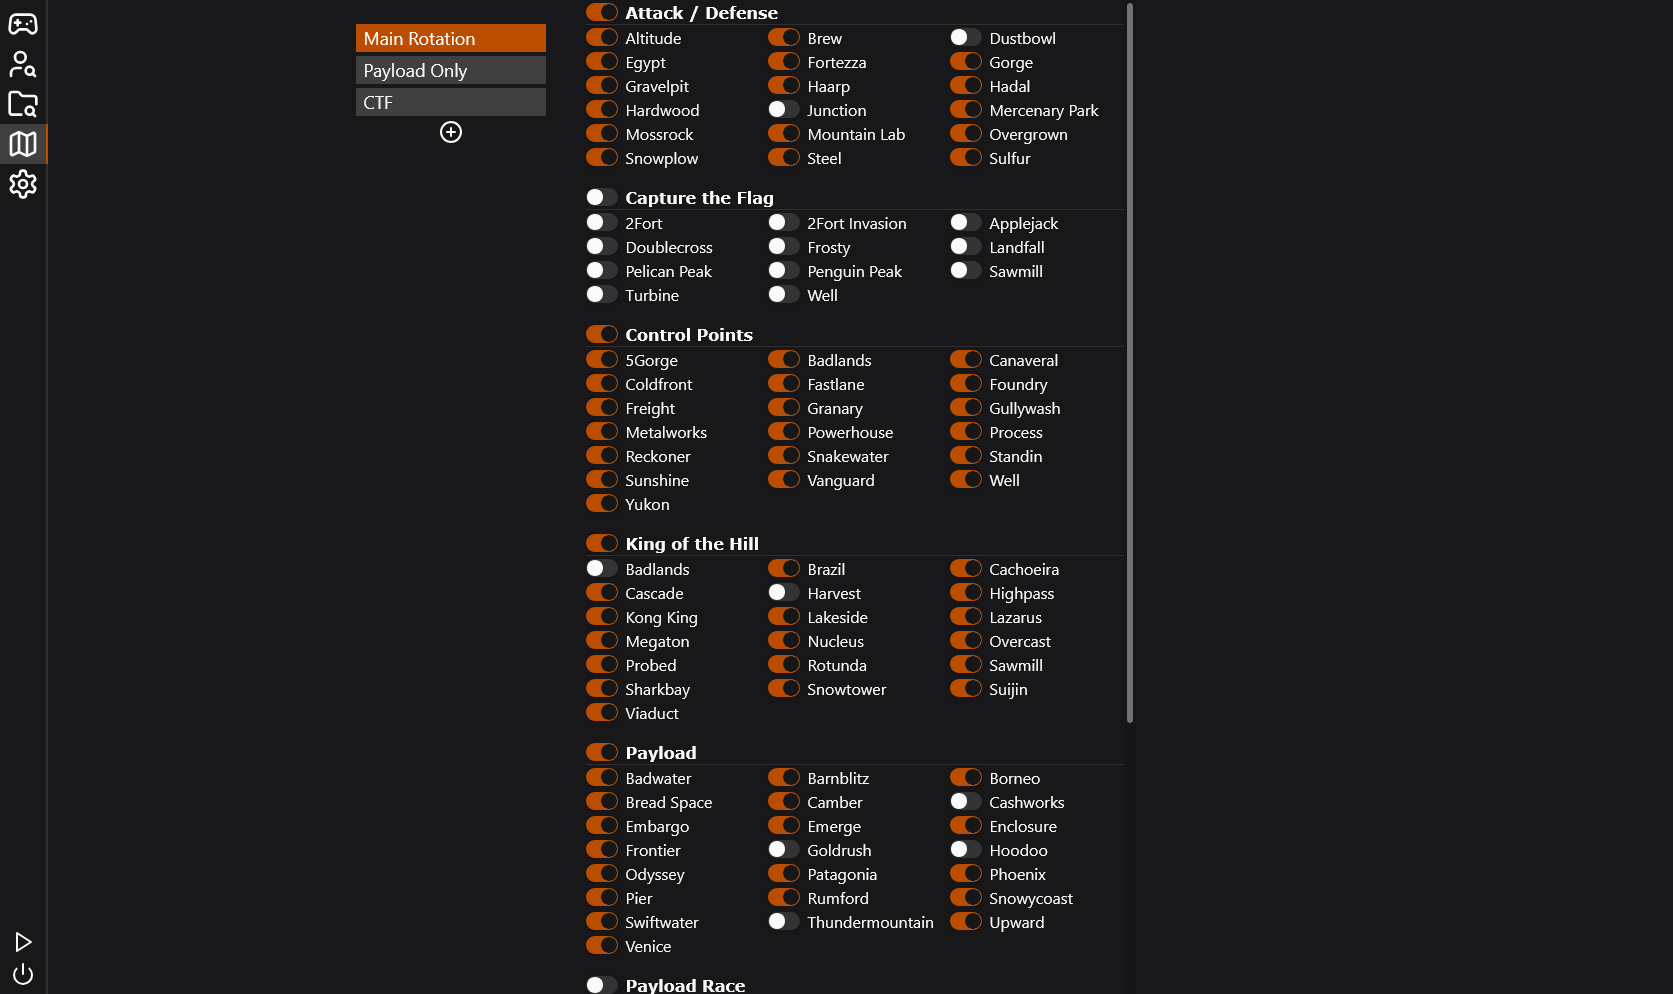 Main Rotation
Payload Only
CTF
Attack / Defense
Altitude Brew Dustbowl
Egypt Fortezza Gorge
Gravelpit Haarp Hadal
Hardwood Junction Mercenary Park
Mossrock Mountain Lab Overgrown
Snowplow Steel Sulfur
Capture the Flag
2Fort 2Fort Invasion Applejack
Doublecross Frosty Landfall
Pelican Peak Penguin Peak Sawmill
Turbine Well
Control Points
5Gorge Badlands Canaveral
Coldfront Fastlane Foundry
Freight Granary Gullywash
Metalworks Powerhouse Process
Reckoner Snakewater Standin
Sunshine Vanguard Well
Yukon
King of the Hill
Badlands Brazil Cachoeira
Cascade Harvest Highpass
Kong King Lakeside Lazarus
Megaton Nucleus Overcast
Probed Rotunda Sawmill
Sharkbay Snowtower Suijin
Viaduct
Payload
Badwater Barnblitz Borneo
Bread Space Camber Cashworks
Embargo Emerge Enclosure
Frontier Goldrush Hoodoo
Odyssey Patagonia Phoenix
Pier Rumford Snowycoast
Swiftwater Thundermountain Upward
Venice
Payload Race